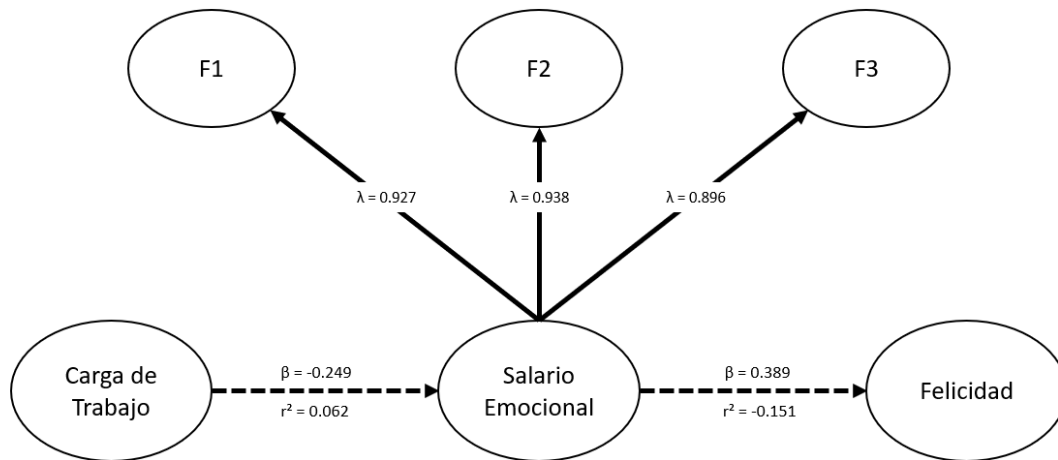 F1
F2
F3
λ = 0.927
λ = 0.938
λ = 0.896
Carga de
Trabajo
β = -0.249
r² = 0.062
Salario
Emocional
β = 0.389
r² = -0.151
Felicidad